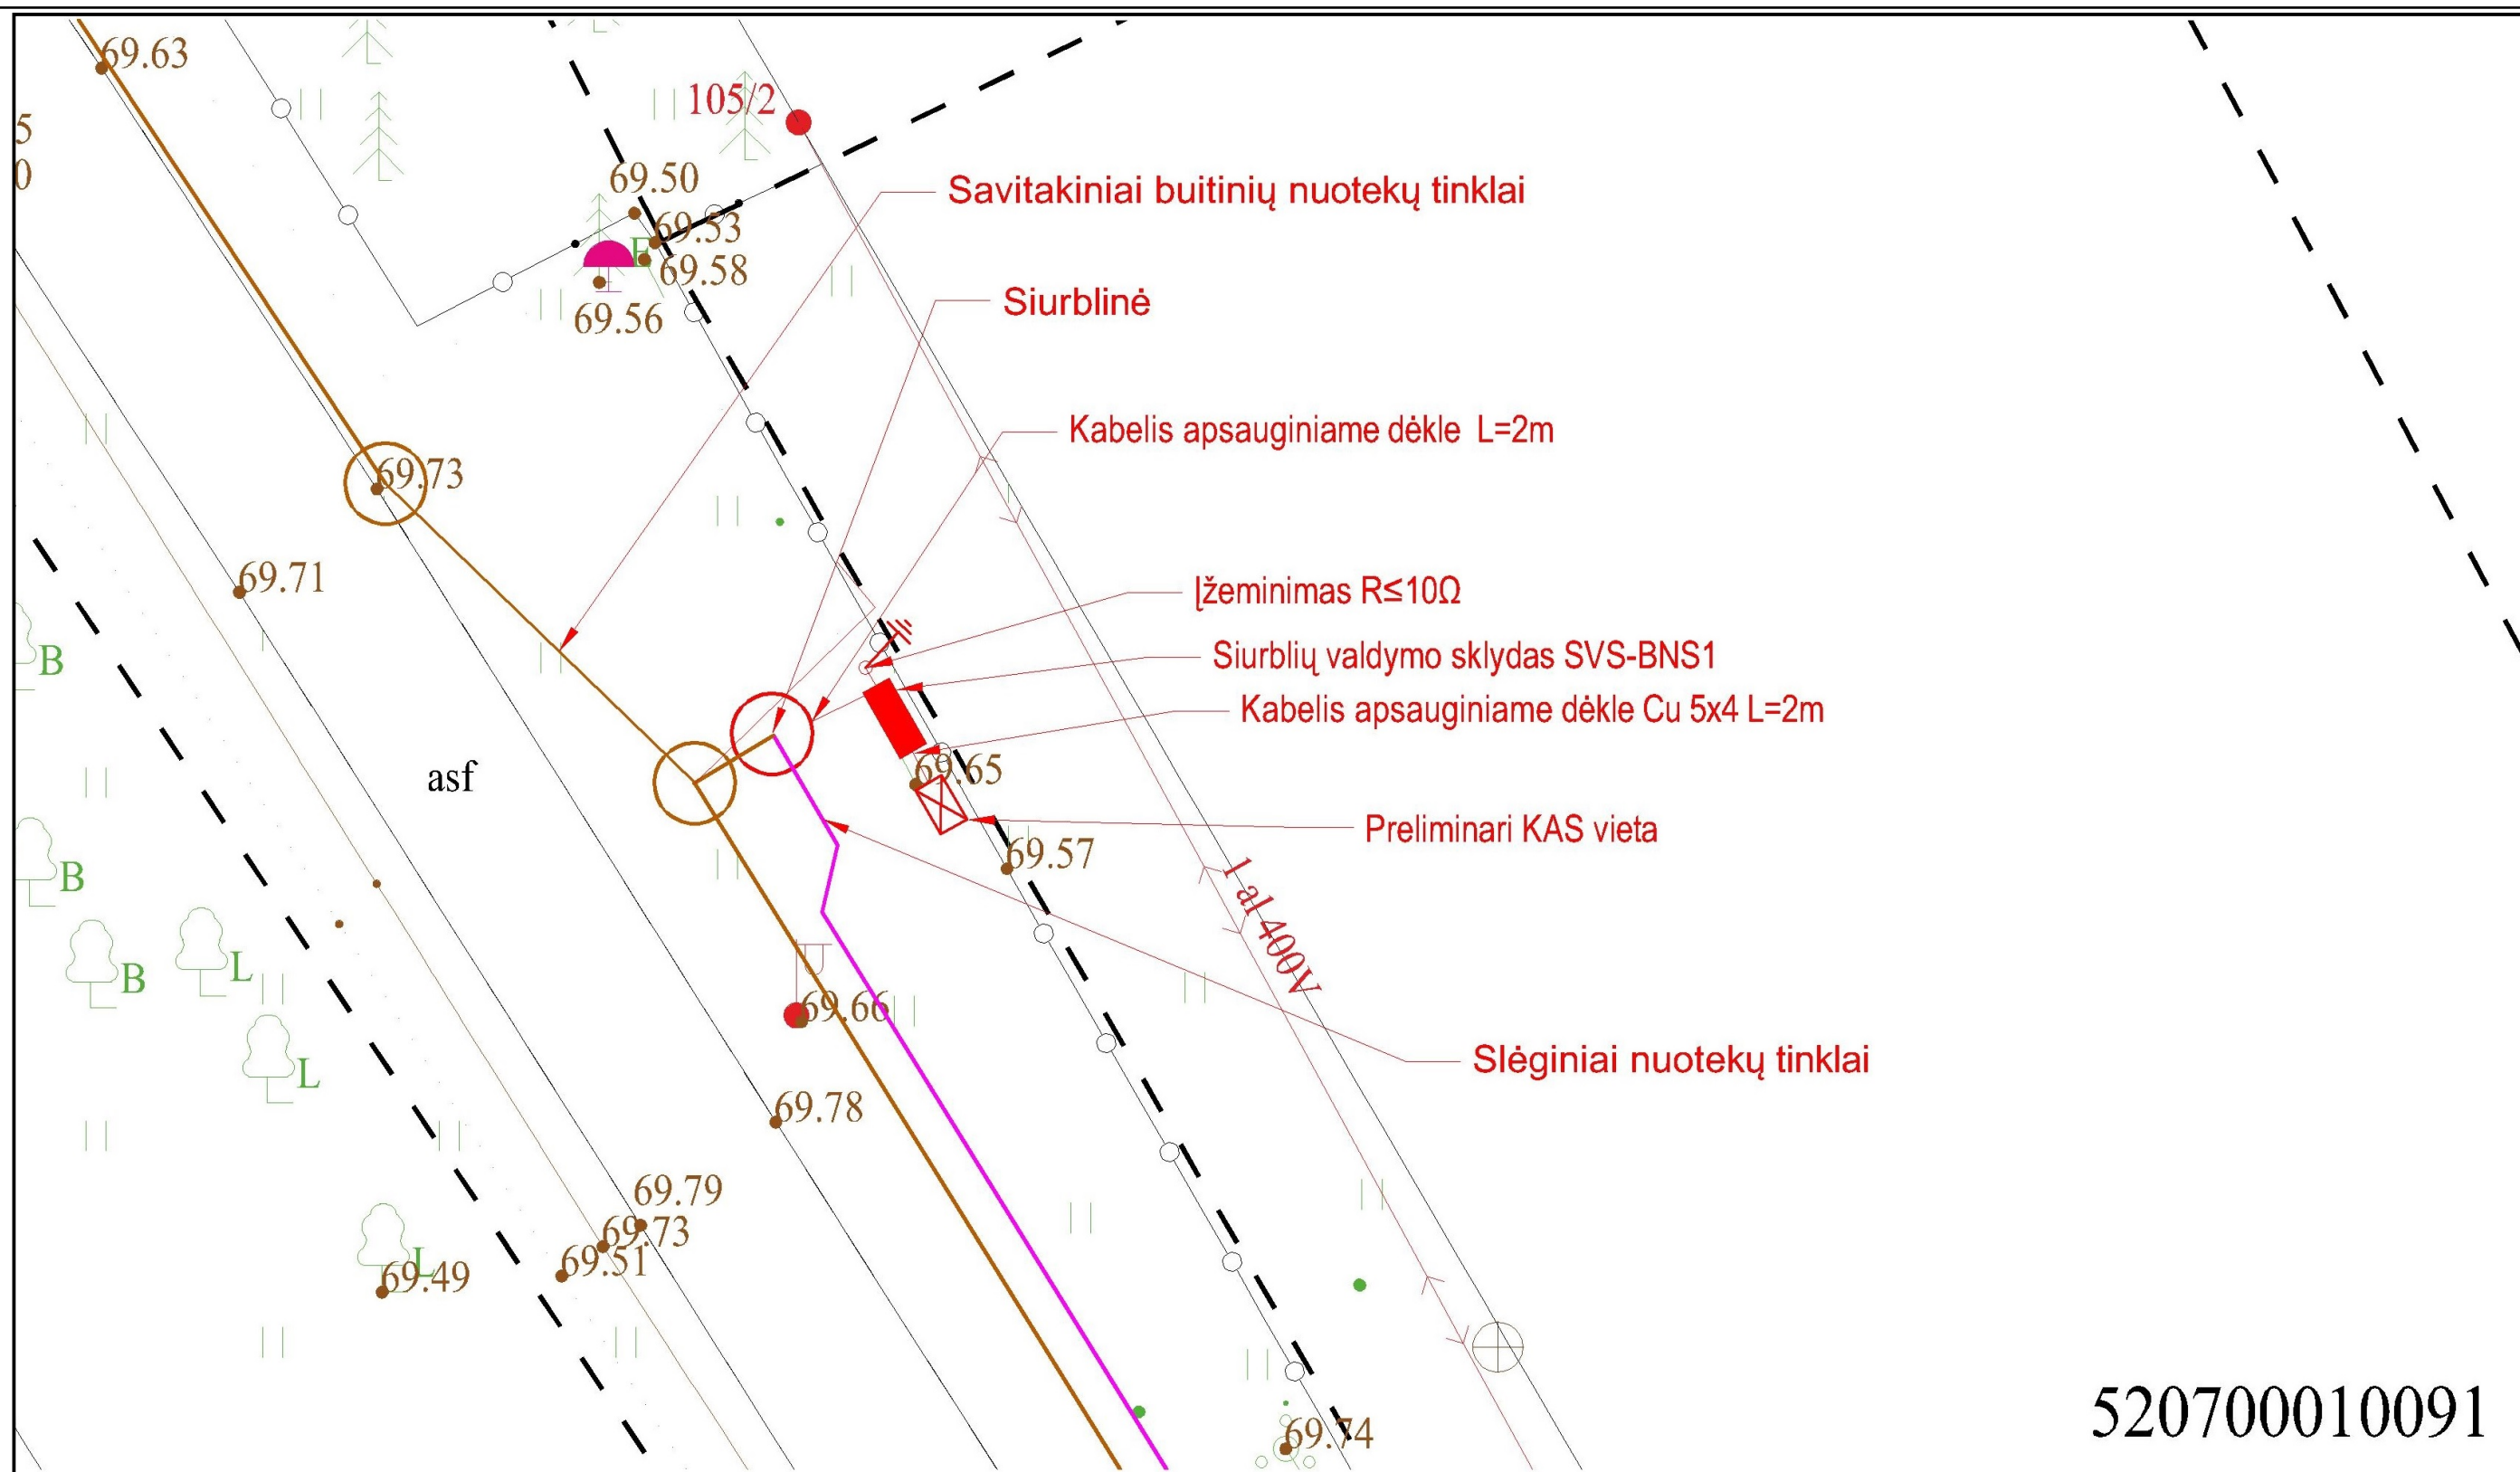 69.63
5
105/2
0
69.50
Savitakiniai buitinių nuotekų tinklai
69.53
E
69.58
Siurblinė
69.56
Kabelis apsauginiame dėkle L=2m
69.73
69.71
Įžeminimas R≤10Ω
B
Siurblių valdymo sklydas SVS-BNS1
Kabelis apsauginiame dėkle Cu 5x4 L=2m
69.65
asf
Preliminari KAS vieta
69.57
B
1 al 400V
L
B
69.66
Slėginiai nuotekų tinklai
L
69.78
69.79
69.73
69.51
L
69.49
520700010091
69.74